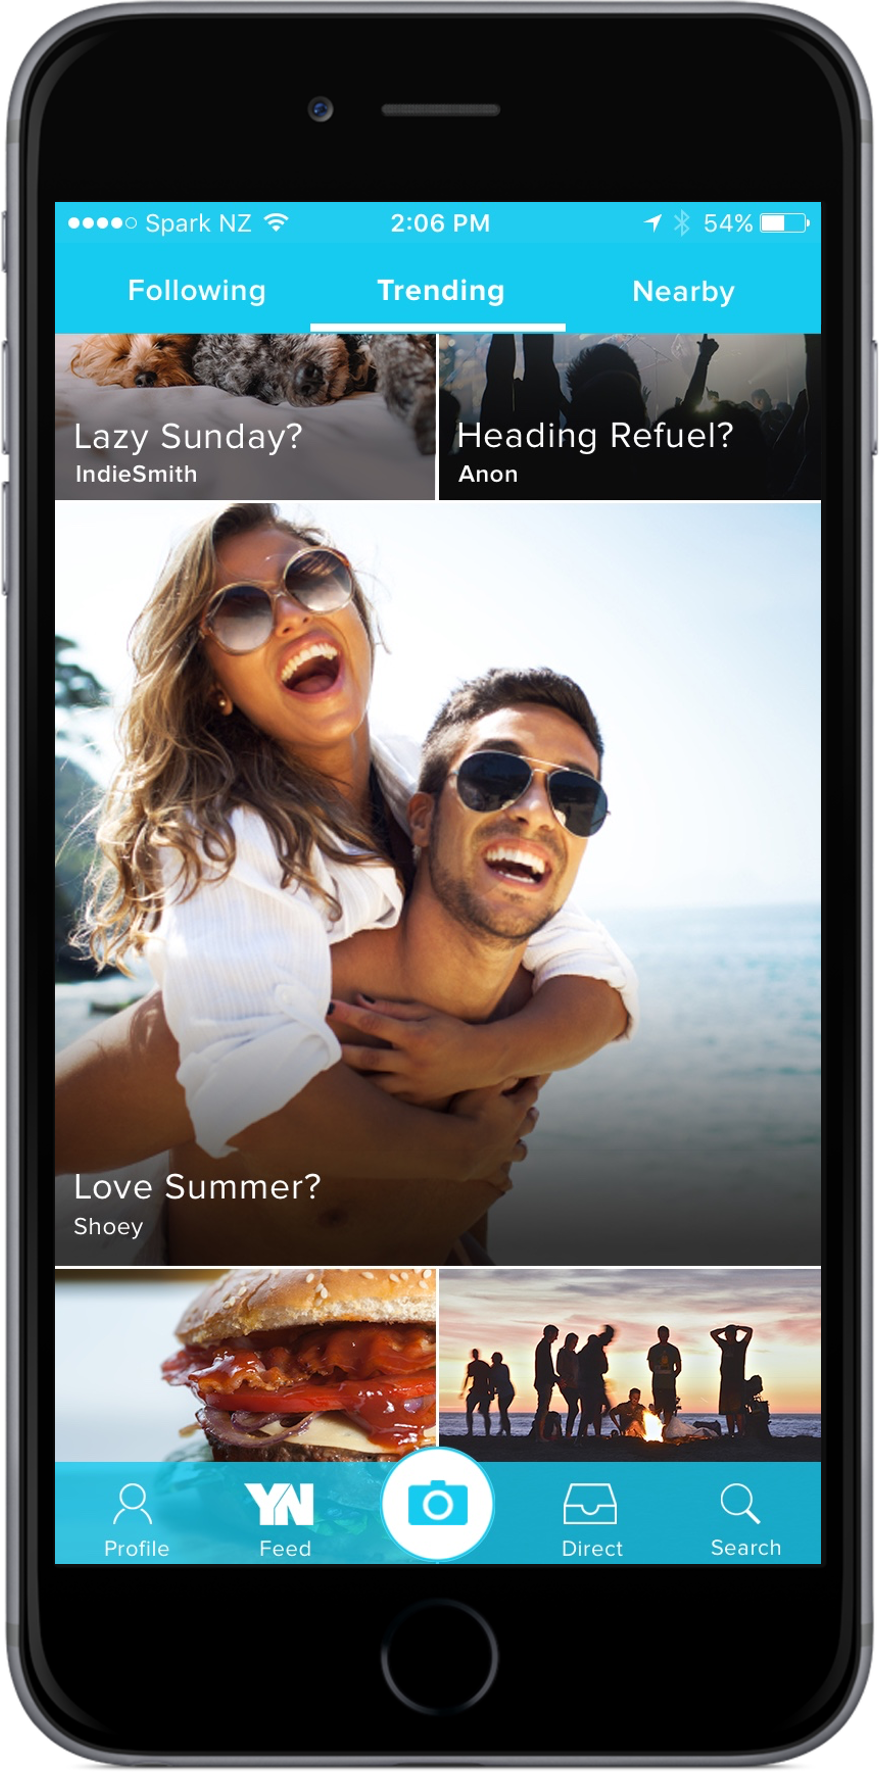 Spark NZ 2:06 PM 54%
Following Trending Nearby
Lazy Sunday? Heading Refuel?
IndieSmith Anon
Love Summer?
Shoey
YN
Profile Feed Direct Search